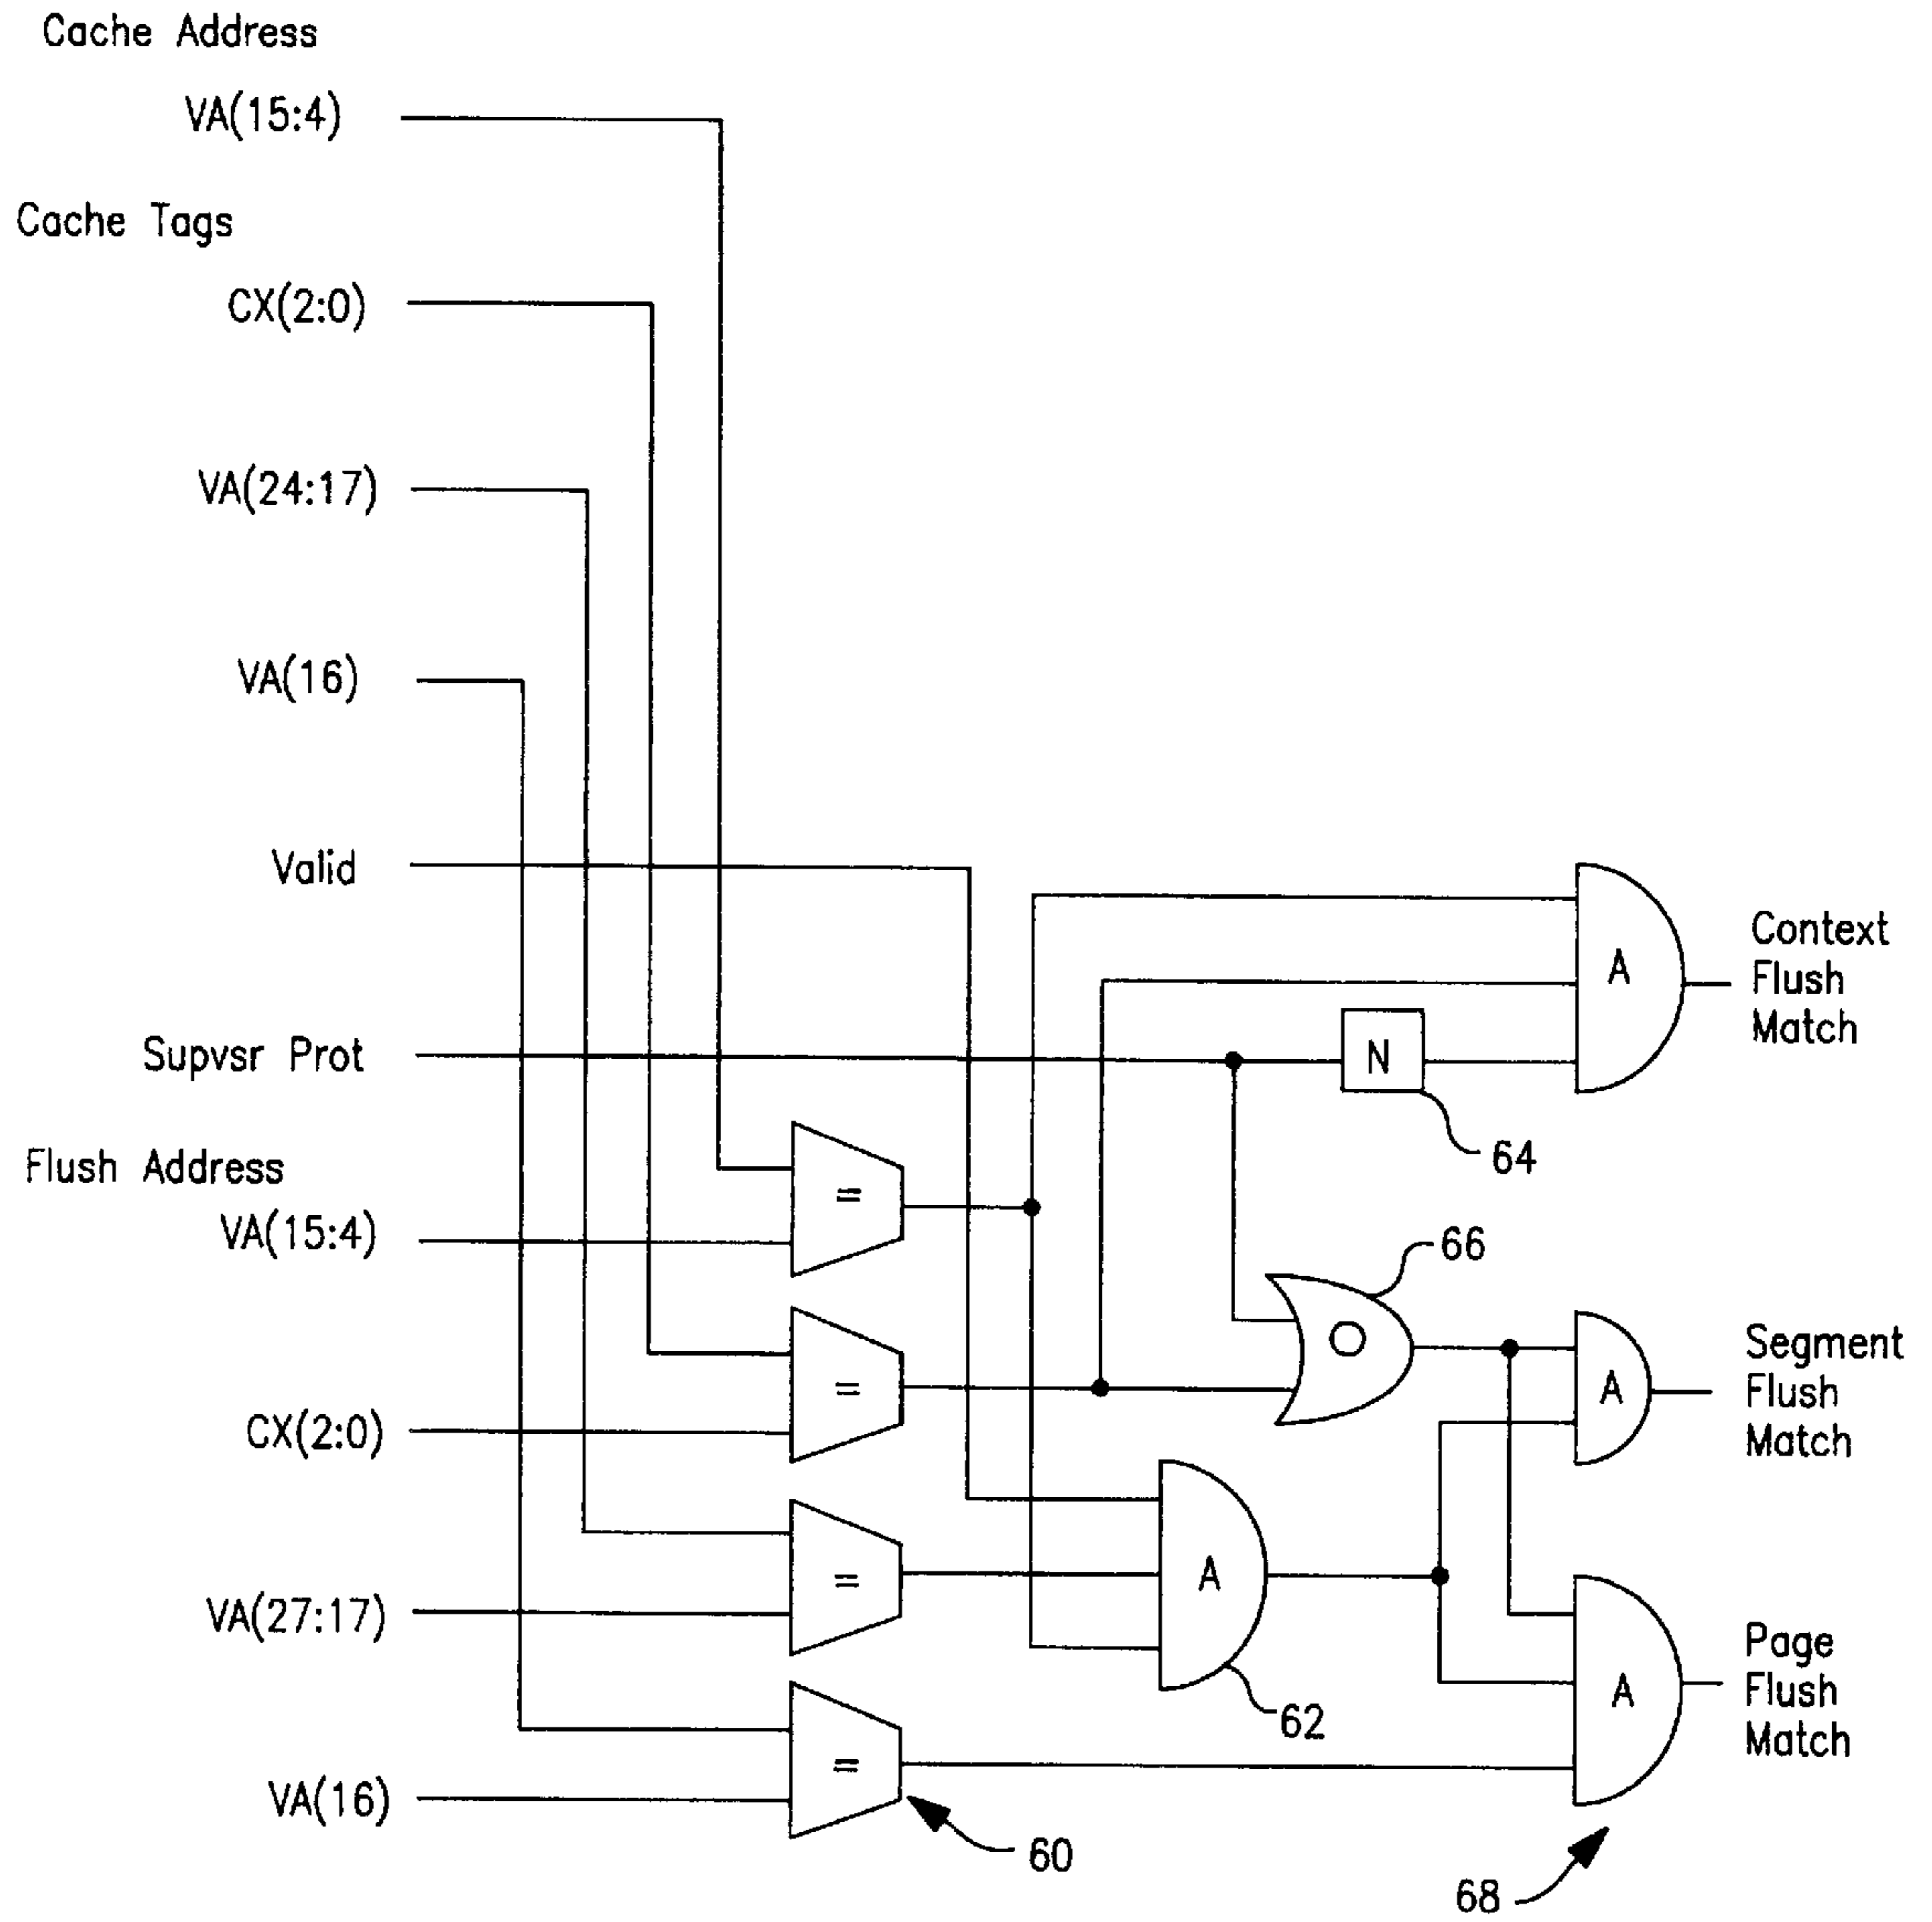 Cache Address
VA(15:4)
Cache Tags
CX(2:0)
VA(24:17)
VA(16)
Valid
Supvsr Prot
Flush Address
VA(15:4)
CX(2:0)
VA(27:17)
VA(16)
=
=
=
=
60
A
62
N
64
O
66
A
Context
Flush
Match
A
Segment
Flush
Match
A
Page
Flush
Match
68